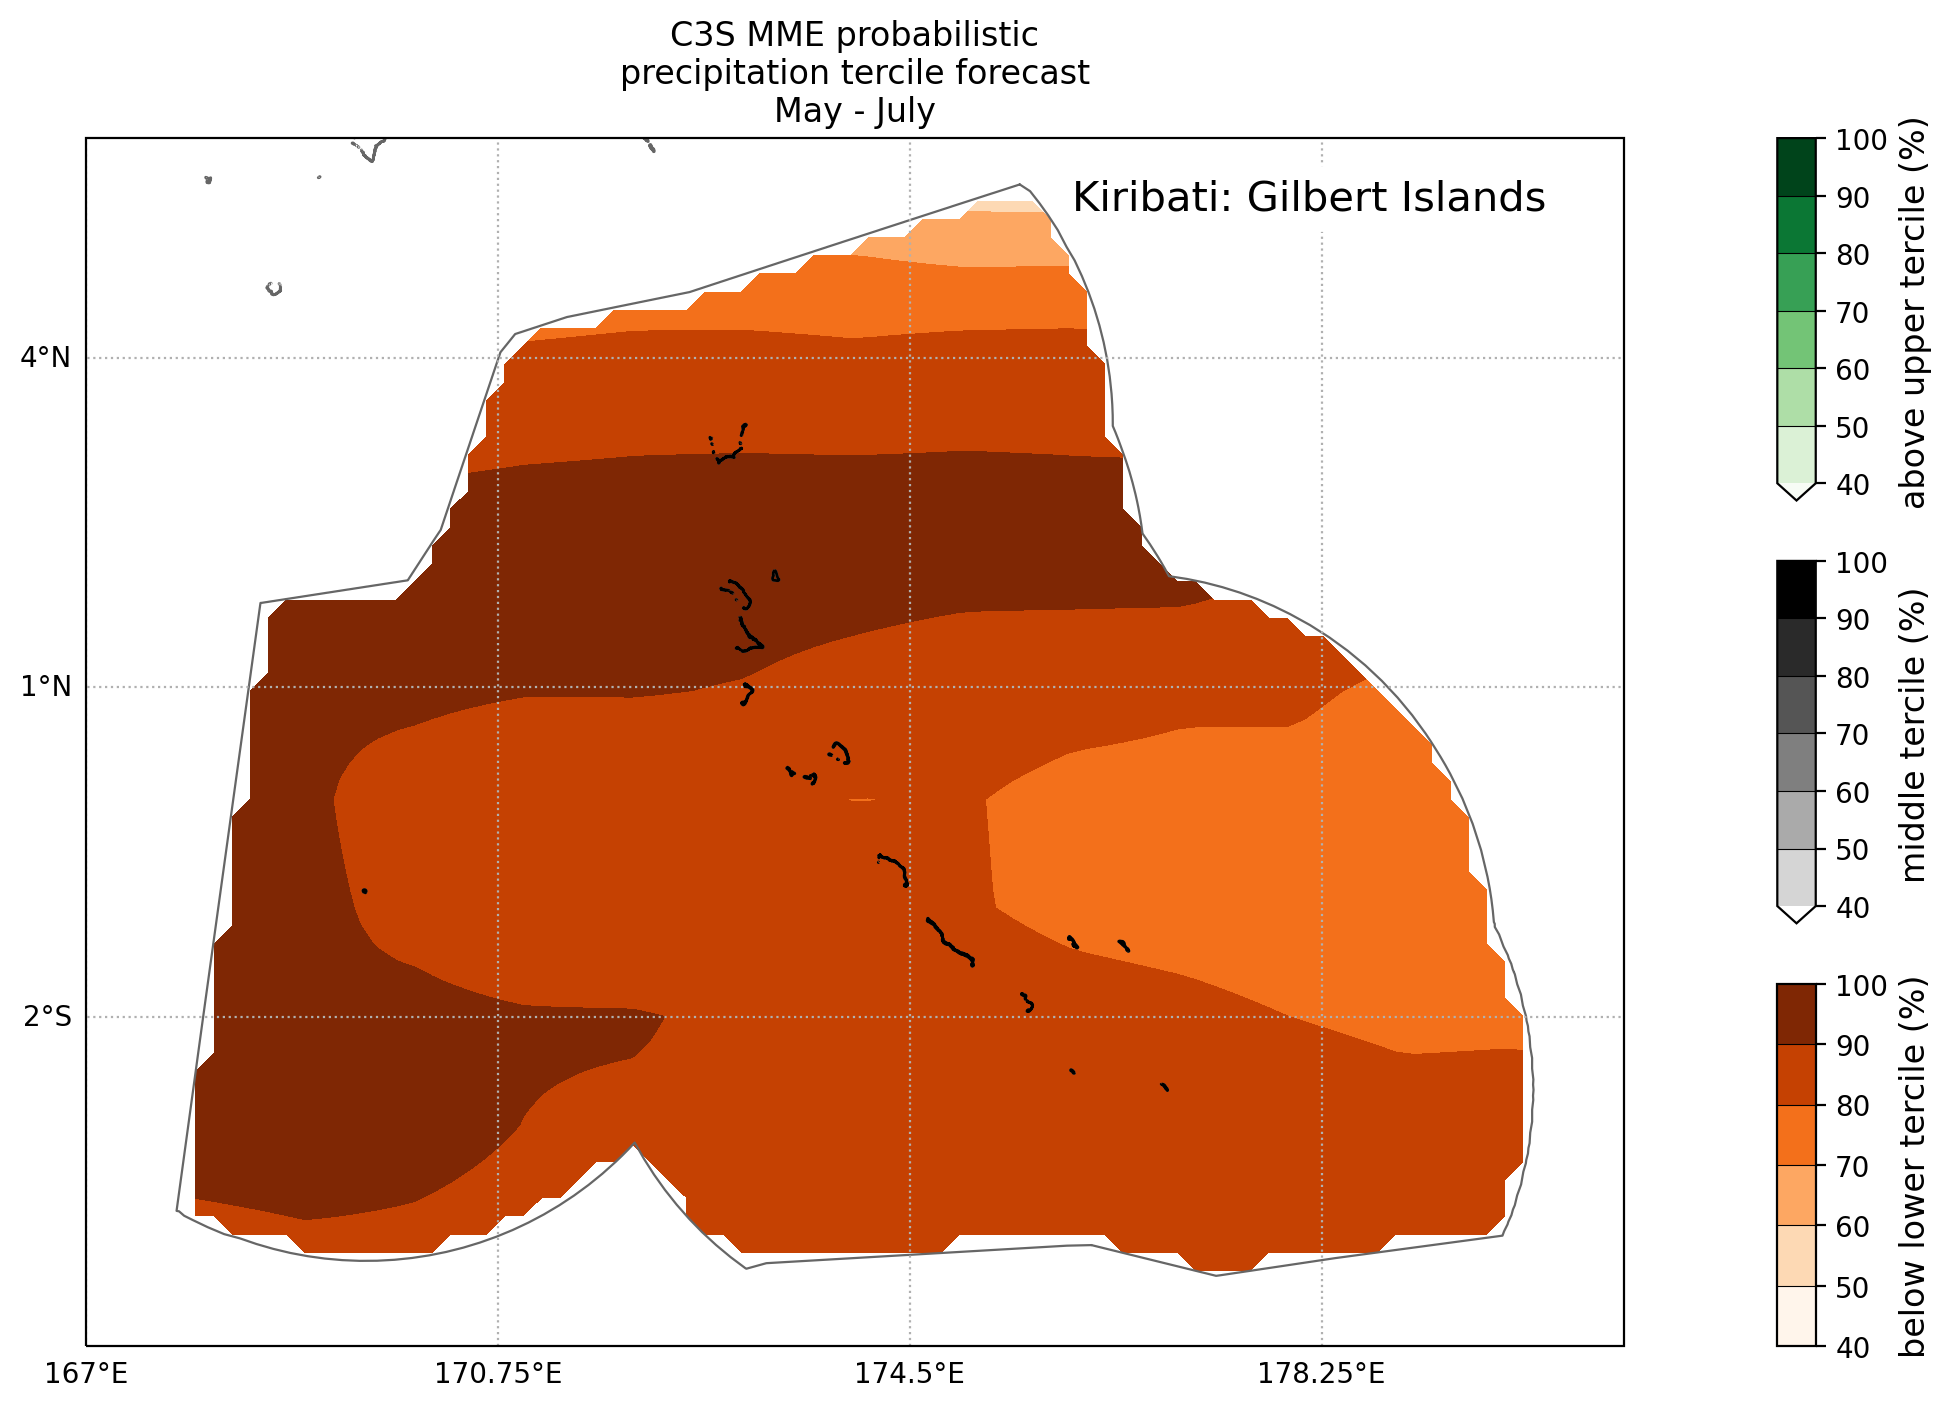 C3S MME probabilistic
precipitation tercile forecast
May - July
Kiribati: Gilbert Islands
4°N
1°N
2°S
167°E
170.75°E
174.5°E
178.25°E
100
90
80
70
60
50
40
above upper tercile (%)
100
90
80
70
60
50
40
middle tercile (%)
100
90
80
70
60
50
40
below lower tercile (%)